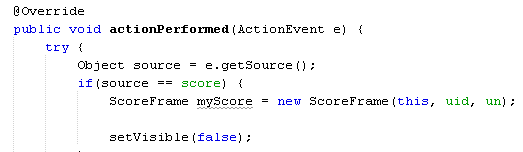 @Override
public void actionPerformed(ActionEvent e) {
try {
Object source = e.getSource();
if(source == score) {
ScoreFrame myScore = new ScoreFrame(this, uid, un);
setVisible(false);